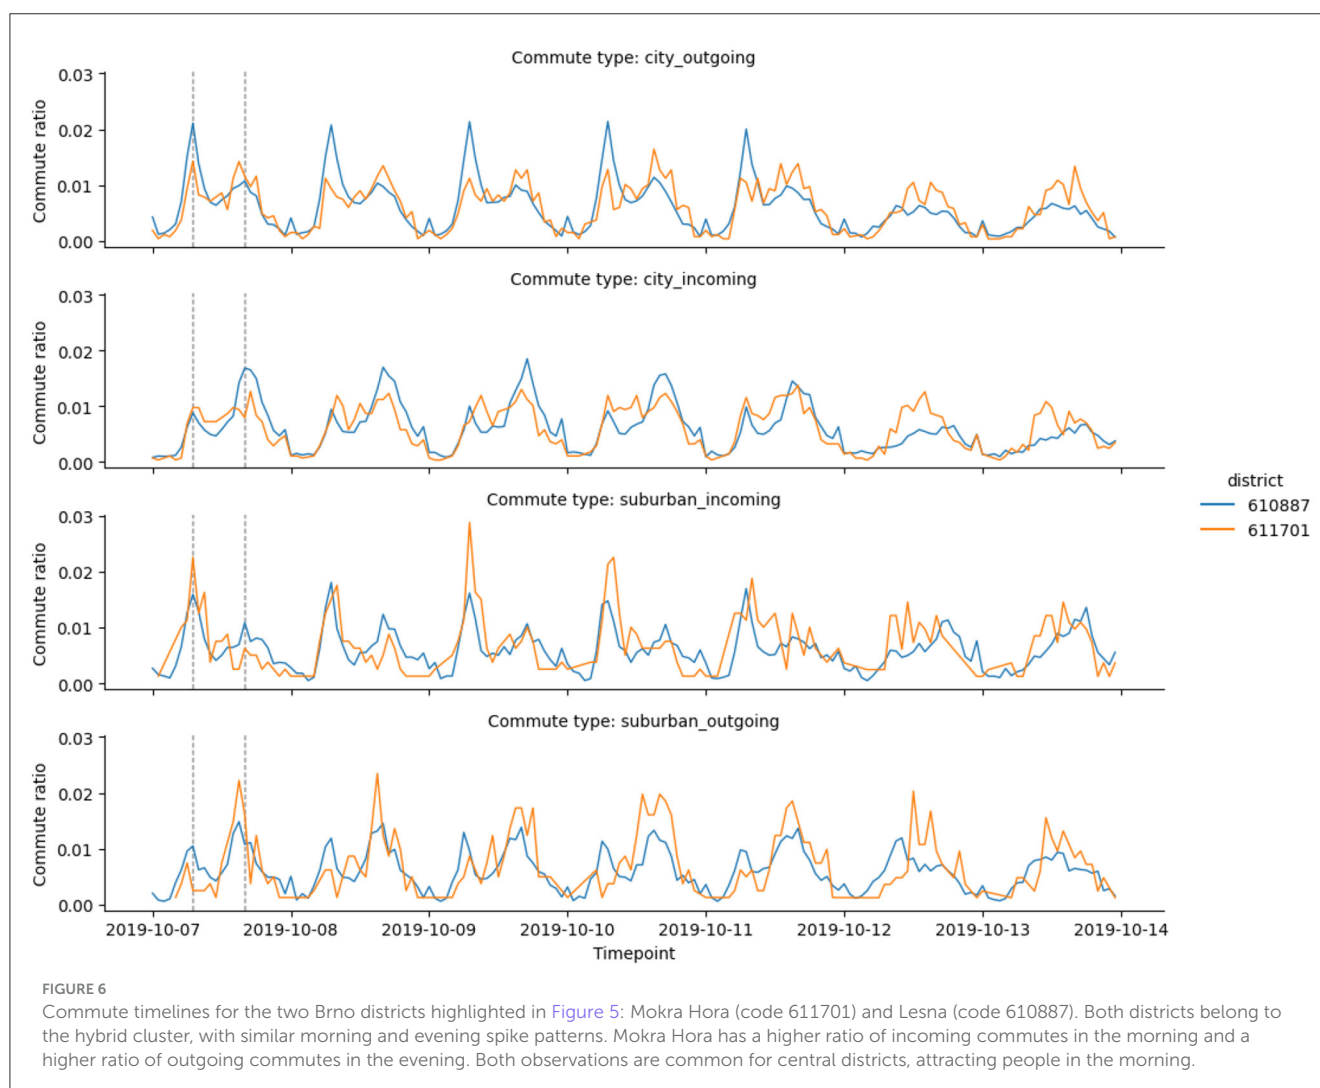 Commute type: city_outgoing
0.03
0.02
0.01
0.00
Commute ratio
Commute type: city_incoming
0.03
0.02
0.01
0.00
Commute ratio
Commute type: suburban_incoming
0.03
0.02
0.01
0.00
Commute ratio
Commute type: suburban_outgoing
0.03
0.02
0.01
0.00
Commute ratio
2019-10-07 2019-10-08 2019-10-09 2019-10-10 2019-10-11 2019-10-12 2019-10-13 2019-10-14
Timepoint
district
610887
611701
FIGURE 6
Commute timelines for the two Brno districts highlighted in Figure 5: Mokra Hora (code 611701) and Lesna (code 610887). Both districts belong to
the hybrid cluster, with similar morning and evening spike patterns. Mokra Hora has a higher ratio of incoming commutes in the morning and a
higher ratio of outgoing commutes in the evening. Both observations are common for central districts, attracting people in the morning.